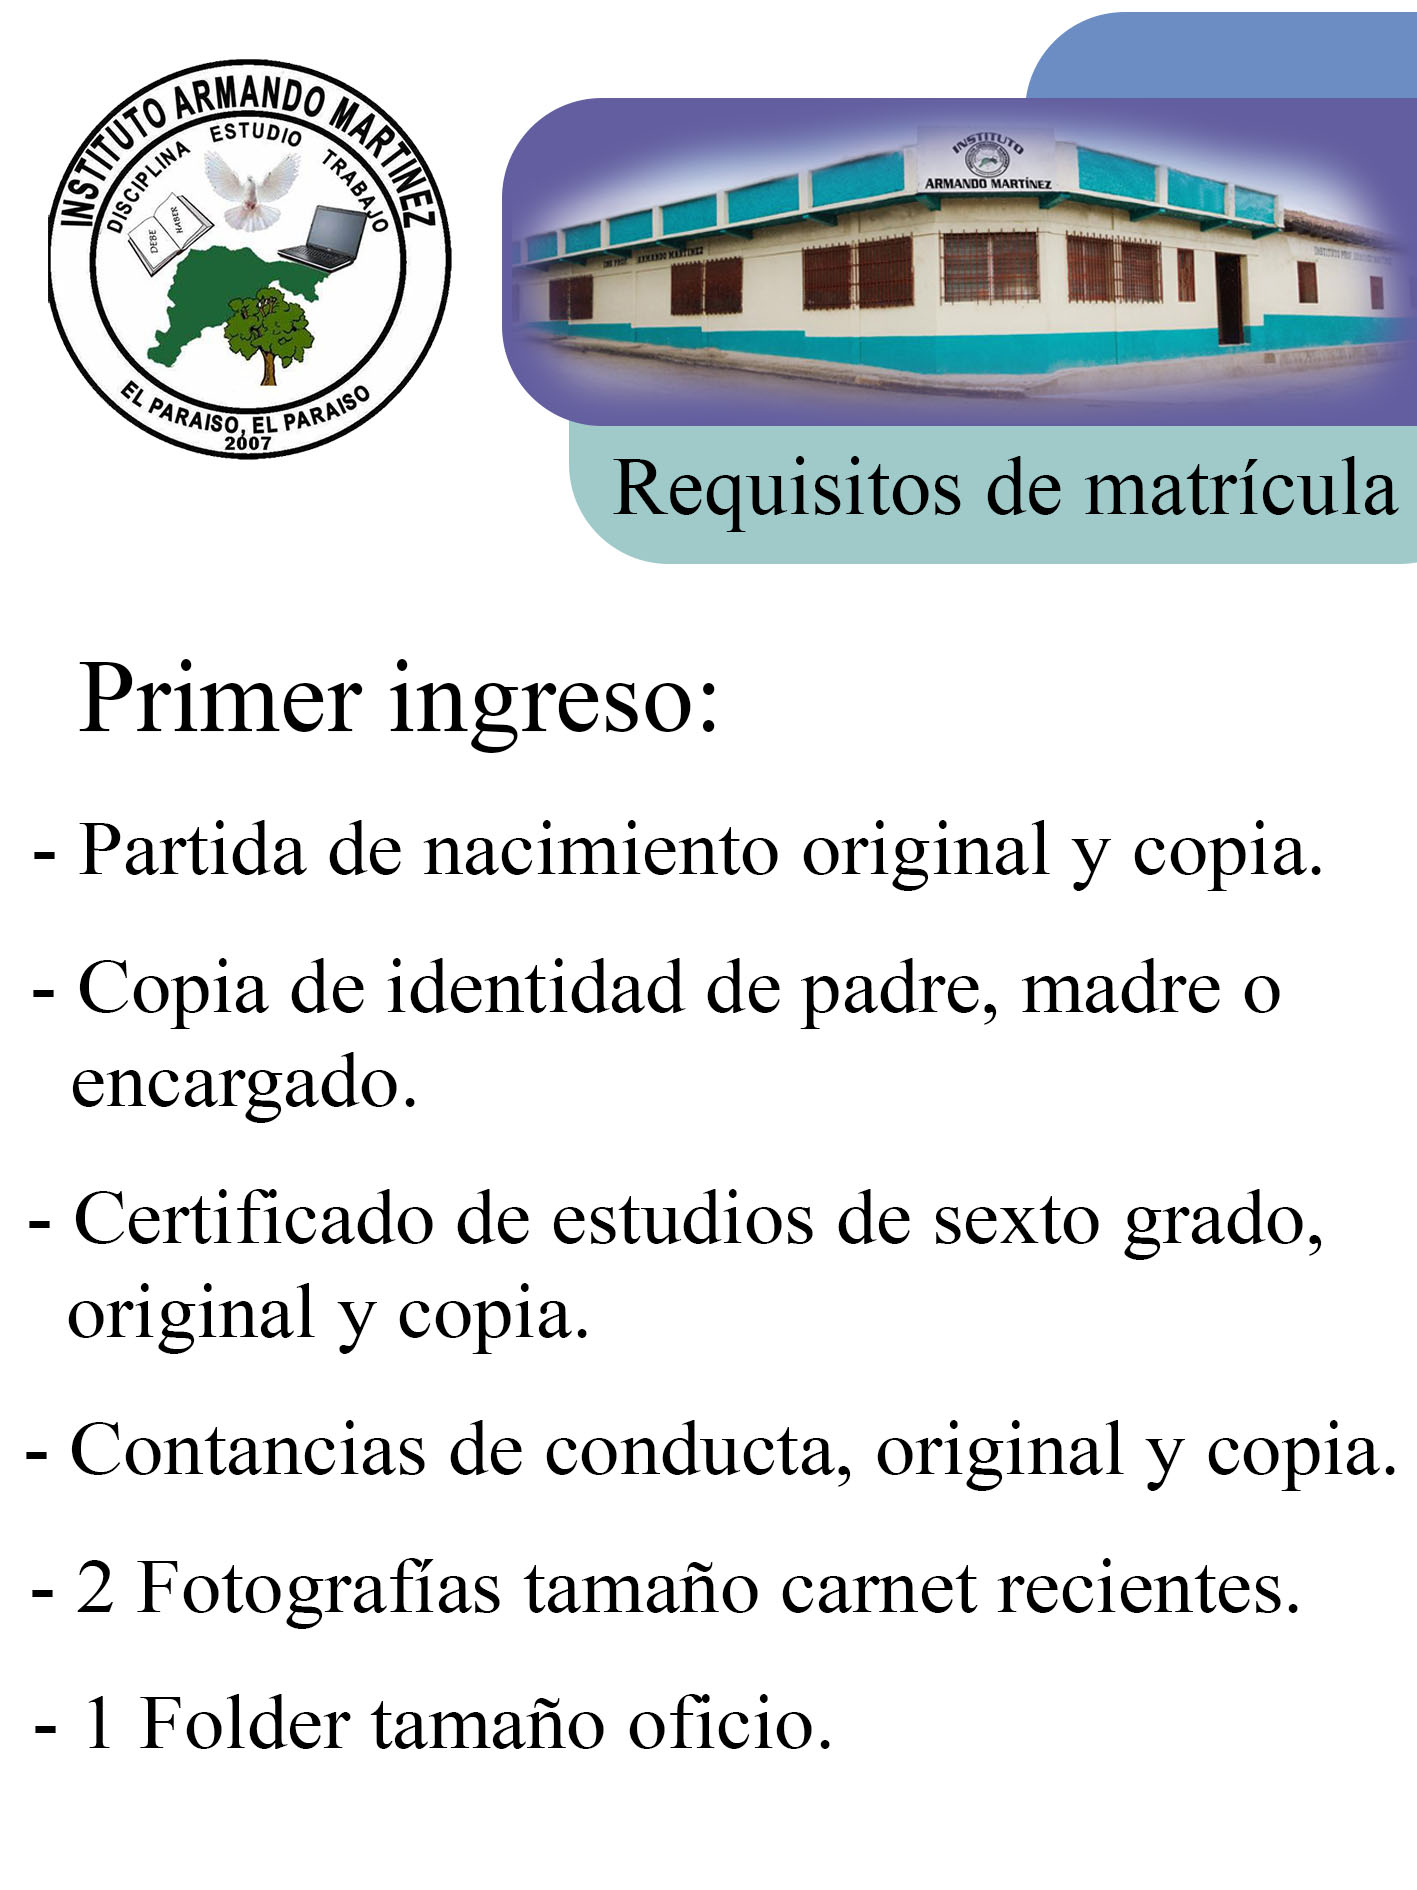 INSTITUTO ARMANDO MARTINEZ
DISCIPLINA ESTUDIO TRABAJO
DEBE
HABER
EL PARAISO, EL PARAISO
2007
INSTITUTO
ARMANDO MARTÍNEZ
ARMANDO MARTINEZ
Requisitos de matrícula
Primer ingreso:
- Partida de nacimiento original y copia.
- Copia de identidad de padre, madre o
encargado.
- Certificado de estudios de sexto grado,
original y copia.
- Contancias de conducta, original y copia.
- 2 Fotografías tamaño carnet recientes.
- 1 Folder tamaño oficio.